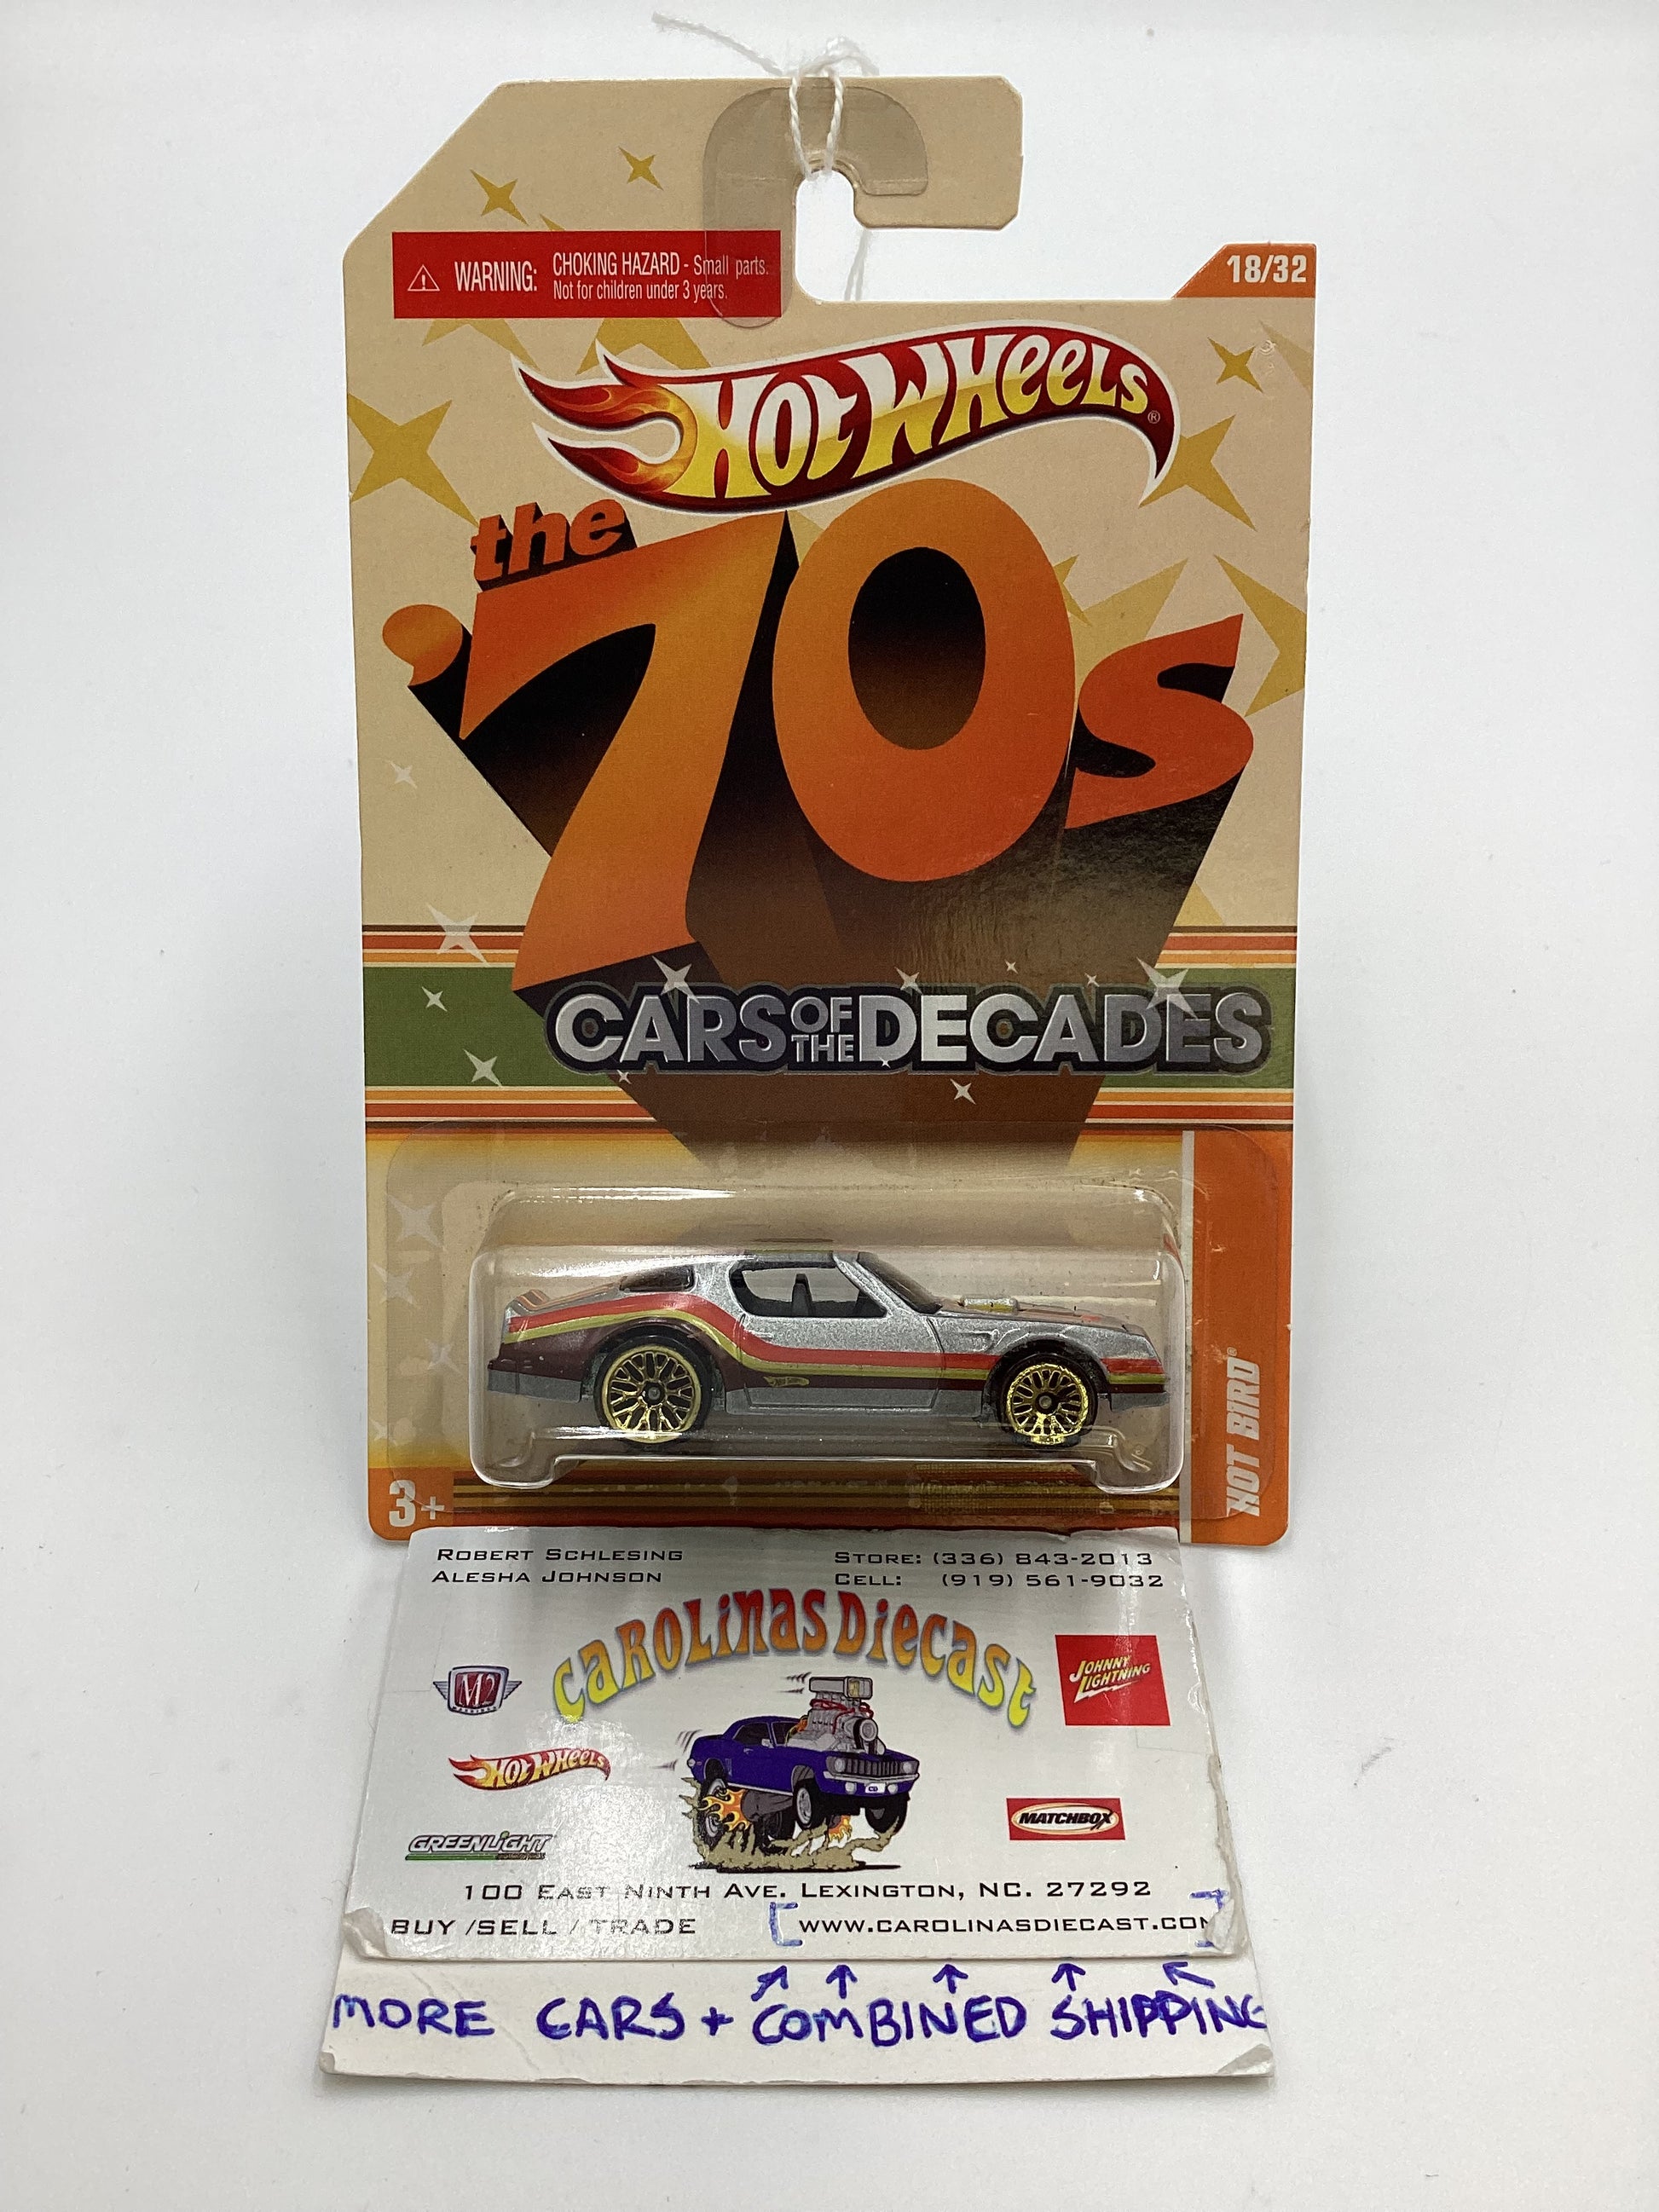 WARNING: CHOKING HAZARD - Small parts.
Not for children under 3 years.
18/32
HOT WHEELS®
the
'70s
CARS OF THE DECADES
HOT BIRD®
3+
ROBERT SCHLESING
ALESHA JOHNSON
STORE: (336) 843-2013
CELL: (919) 561-9032
CAROLINAS DIECAST
M2
JOHNNY LIGHTNING
HOT WHEELS
MATCHBOX
GREENLIGHT
100 EAST NINTH AVE. LEXINGTON, NC. 27292
BUY / SELL / TRADE [WWW.CAROLINASDIECAST.COM]
MORE CARS + COMBINED SHIPPING